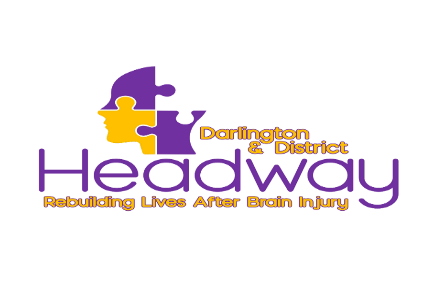 Darlington
& District
Headway
Rebuilding Lives After Brain Injury